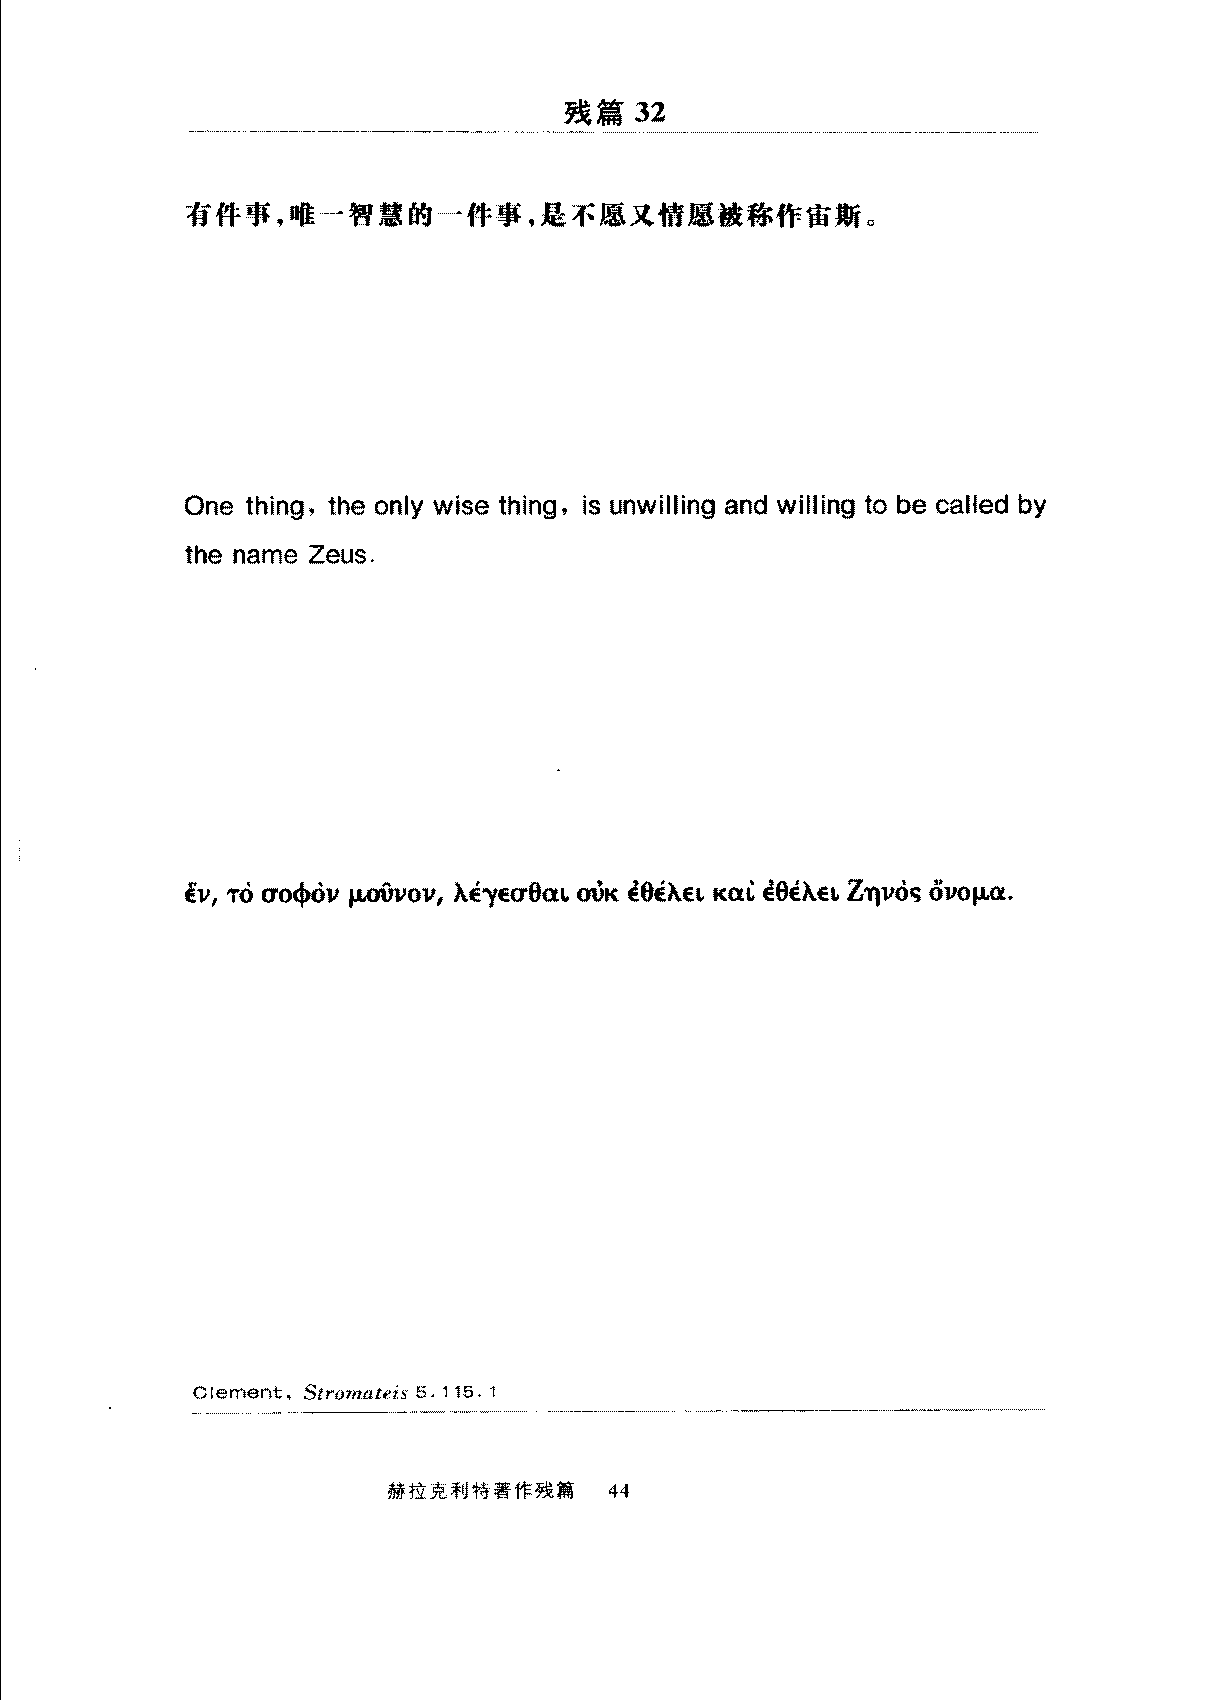 残篇 32
有件事,唯一智慧的一件事,是不愿又情愿被称作宙斯。
One thing, the only wise thing, is unwilling and willing to be called by
the name Zeus.
ἕν, τὸ σοφὸν μοῦνον, λέγεσθαι οὐκ ἐθέλει καὶ ἐθέλει Ζηνὸς ὄνομα.
Clement, Stromateis 5.115.1
赫拉克利特著作残篇 44